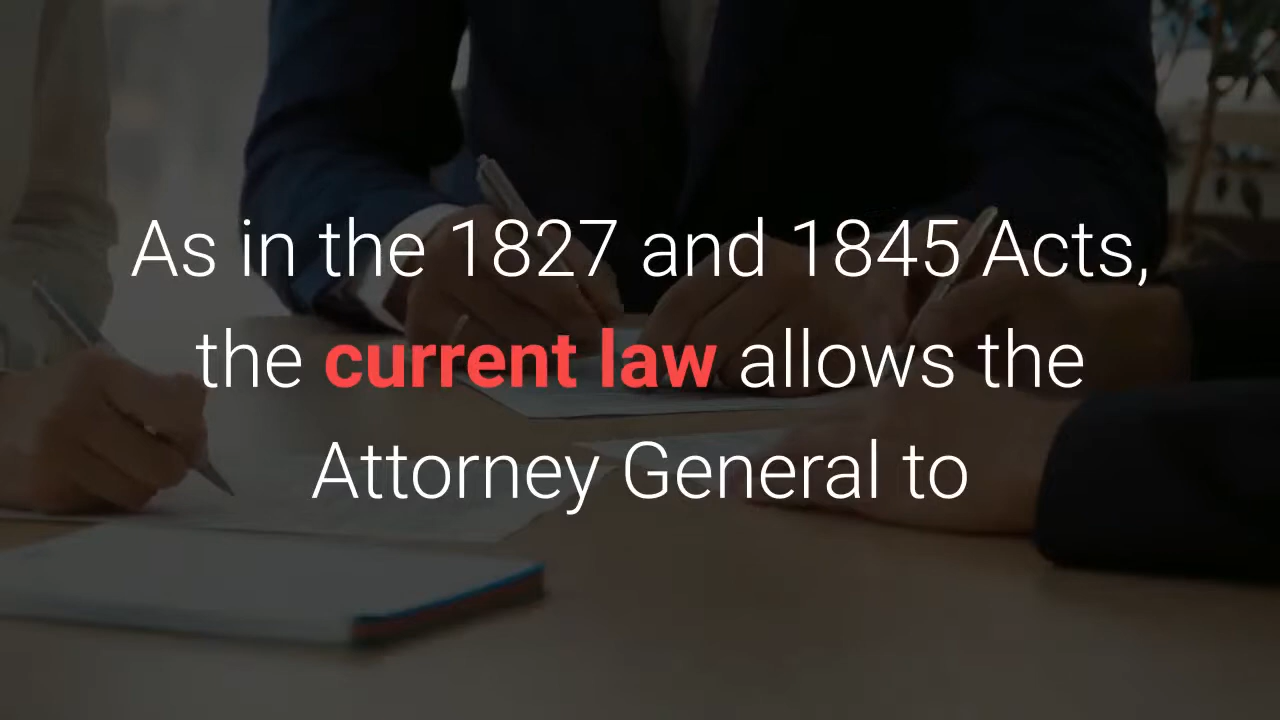 As in the 1827 and 1845 Acts,
the current law allows the
Attorney General to